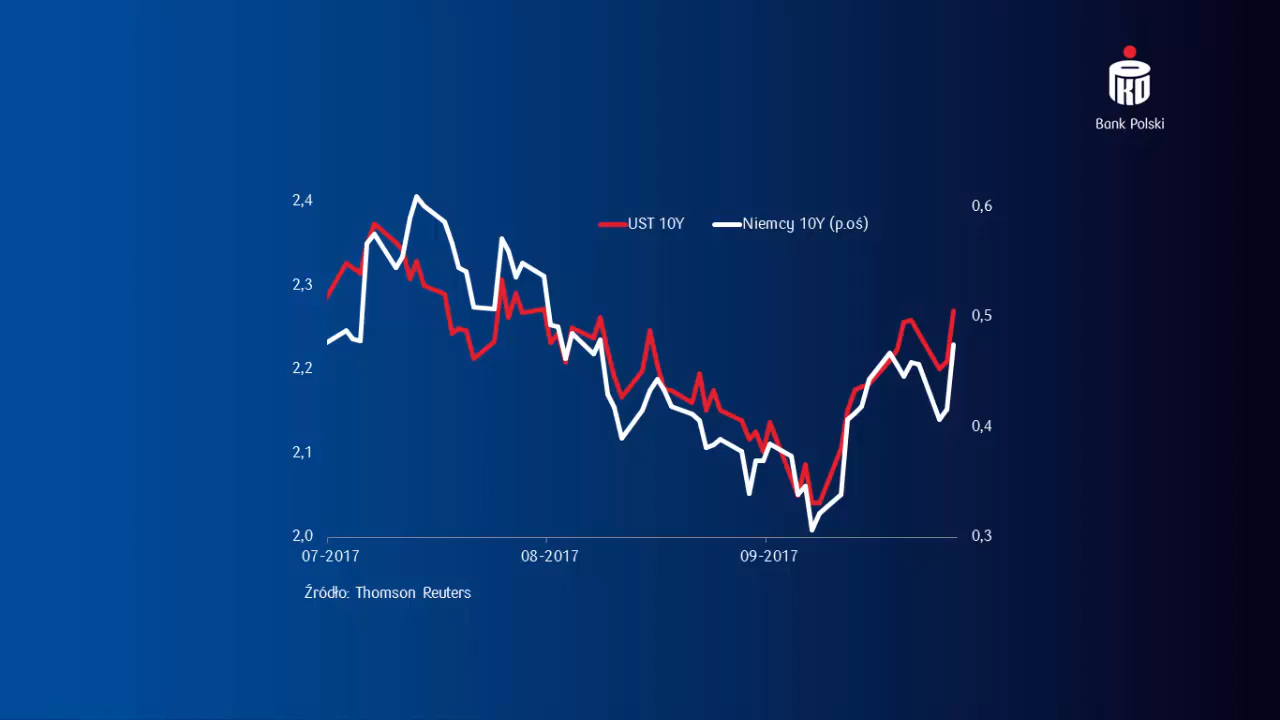 PKO
Bank Polski
2,4
2,3
2,2
2,1
2,0
UST 10Y
Niemcy 10Y (p.oś)
0,6
0,5
0,4
0,3
07-2017
08-2017
09-2017
Źródło: Thomson Reuters